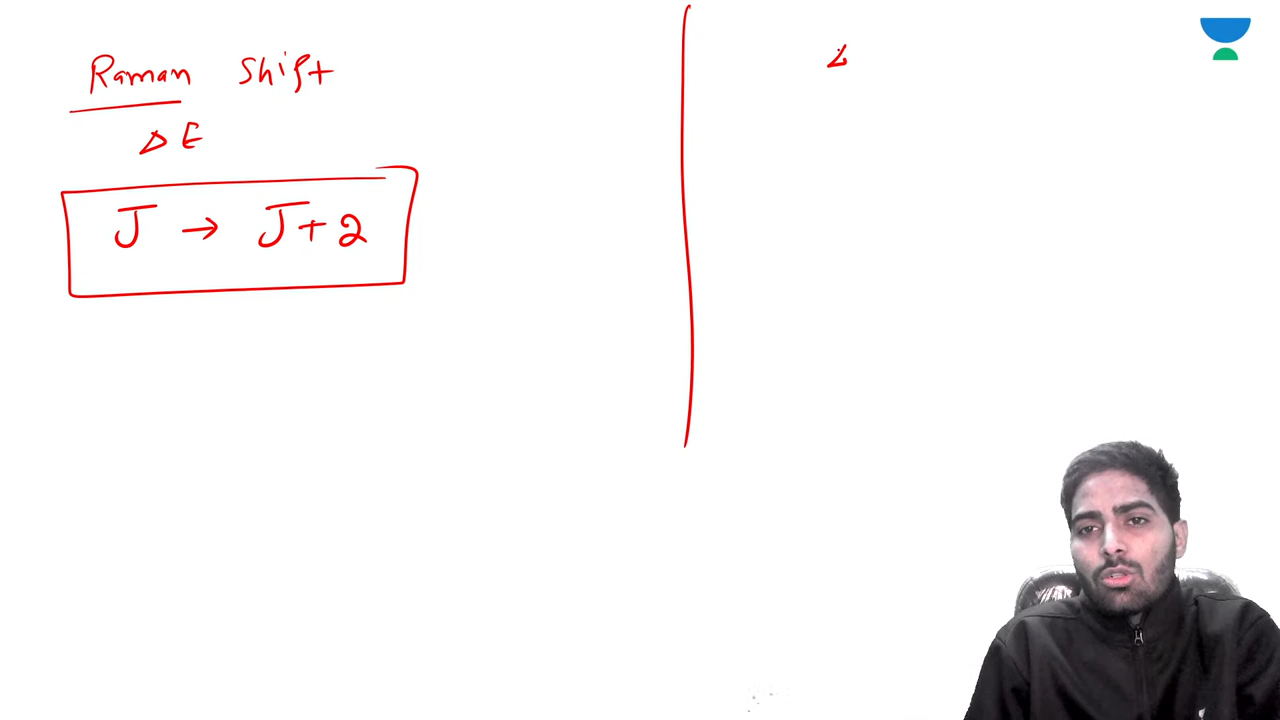 Raman Shift
ΔE
J → J+2